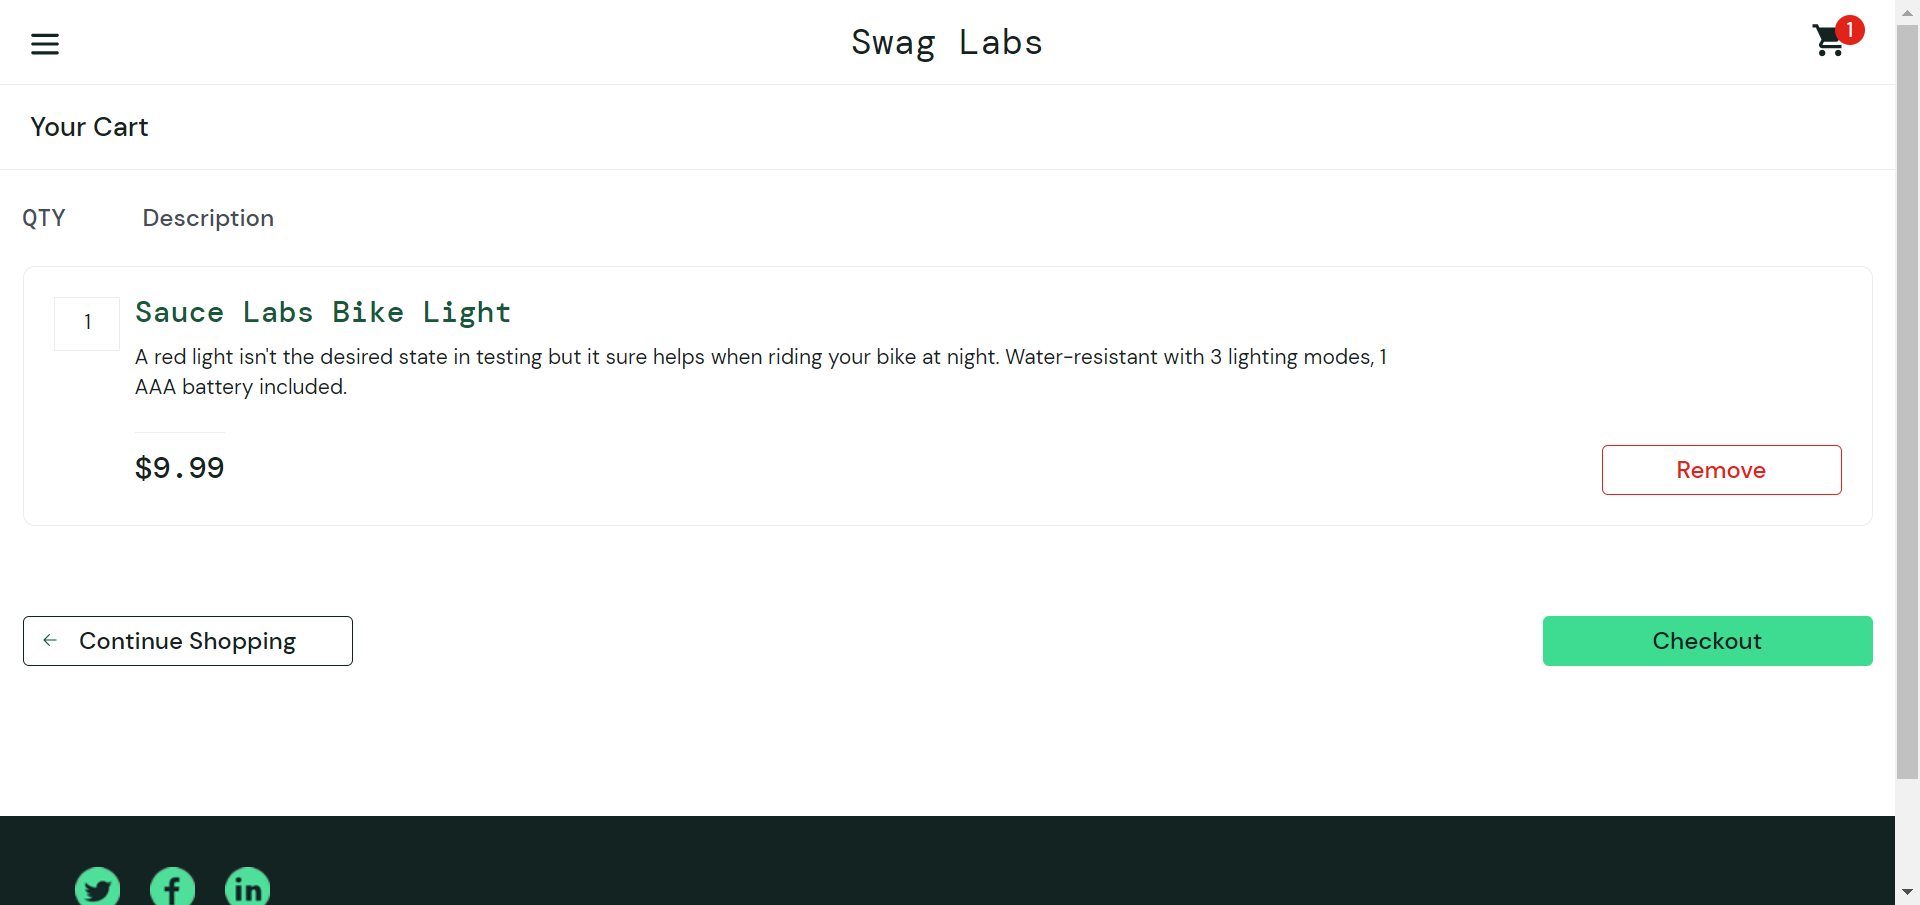 Swag Labs
1
Your Cart
QTY
Description
1
Sauce Labs Bike Light
A red light isn't the desired state in testing but it sure helps when riding your bike at night. Water-resistant with 3 lighting modes, 1
AAA battery included.
$9.99
Remove
Continue Shopping
Checkout